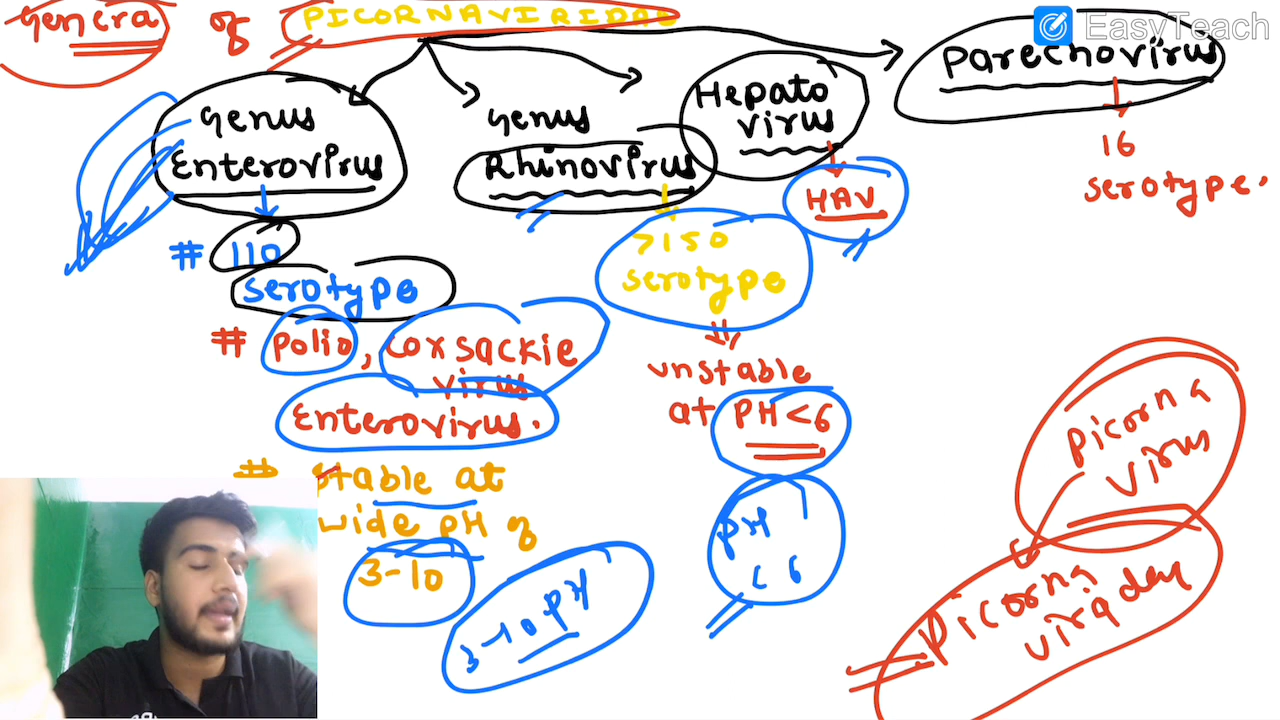 Genera of PICORNAVIRIDAE
EasyTeach
Genus
Enterovirus
# 110
serotype
# polio, coxsackie
virus
Enterovirus.
# stable at
wide pH of
3-10
3-10 pH
Genus
Rhinovirus
>150
serotype
unstable
at PH<6
pH
< 6
Hepato
virus
HAV
Parechovirus
16
serotype.
Picorna
virus
Picorna